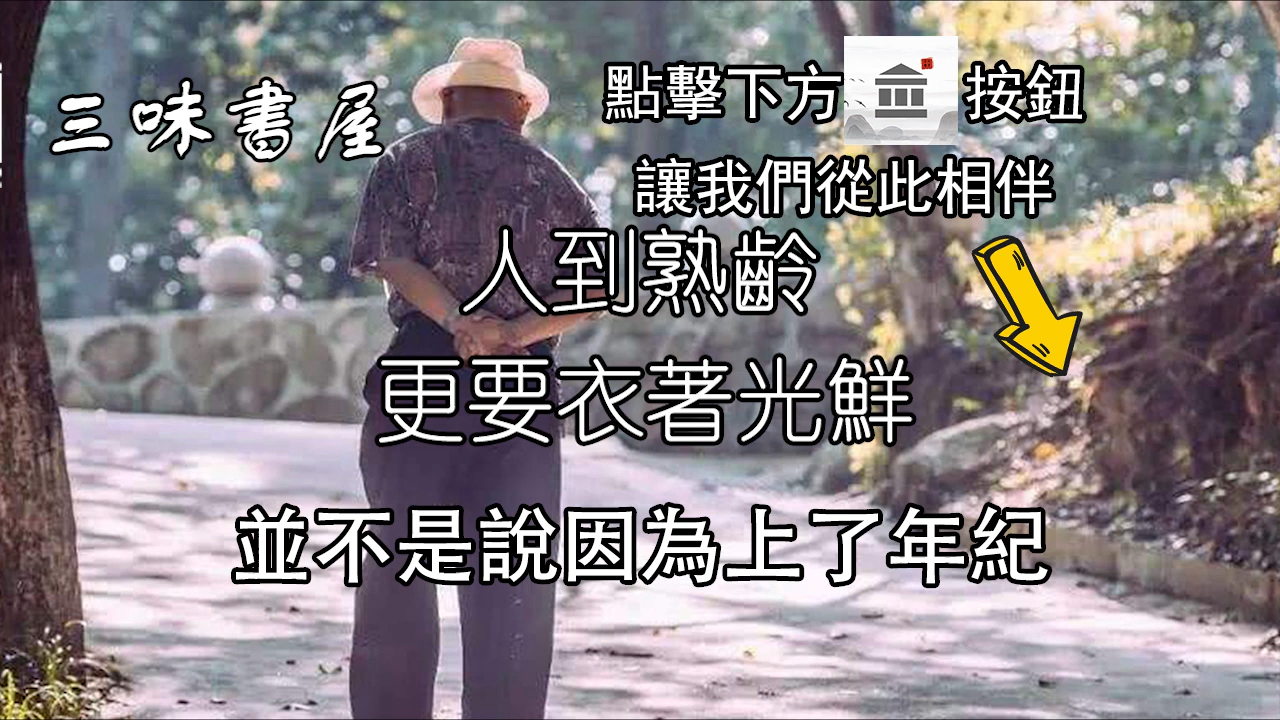 三味書屋
點擊下方按鈕
讓我們從此相伴
人到熟齡
更要衣著光鮮
並不是說因為上了年紀